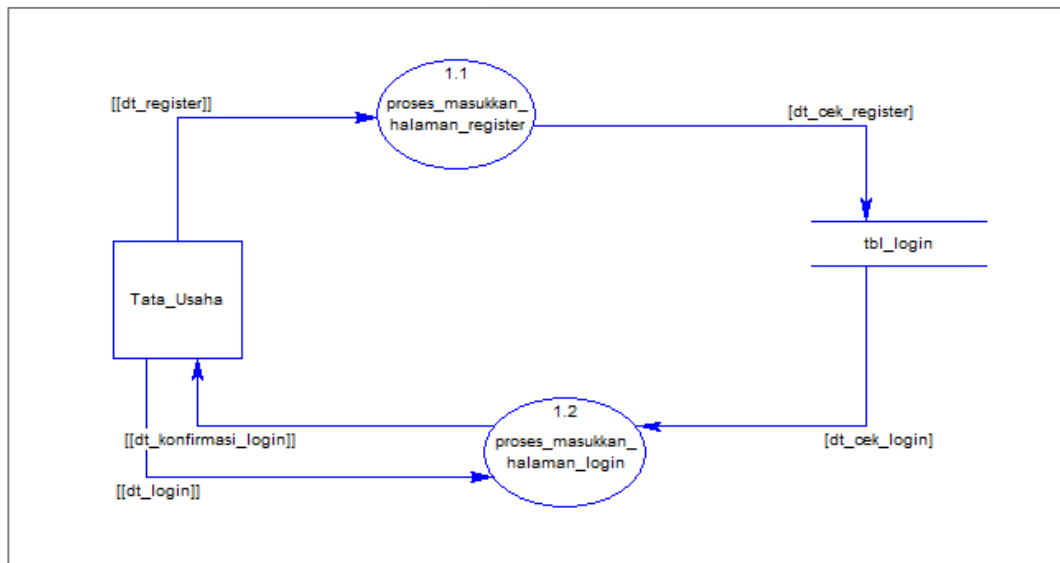 1.1
[[dt_register]]
proses_masukkan_
halaman_register
[dt_cek_register]
tbl_login
Tata_Usaha
1.2
[[dt_konfirmasi_login]]
proses_masukkan_
halaman_login
[dt_cek_login]
[[dt_login]]